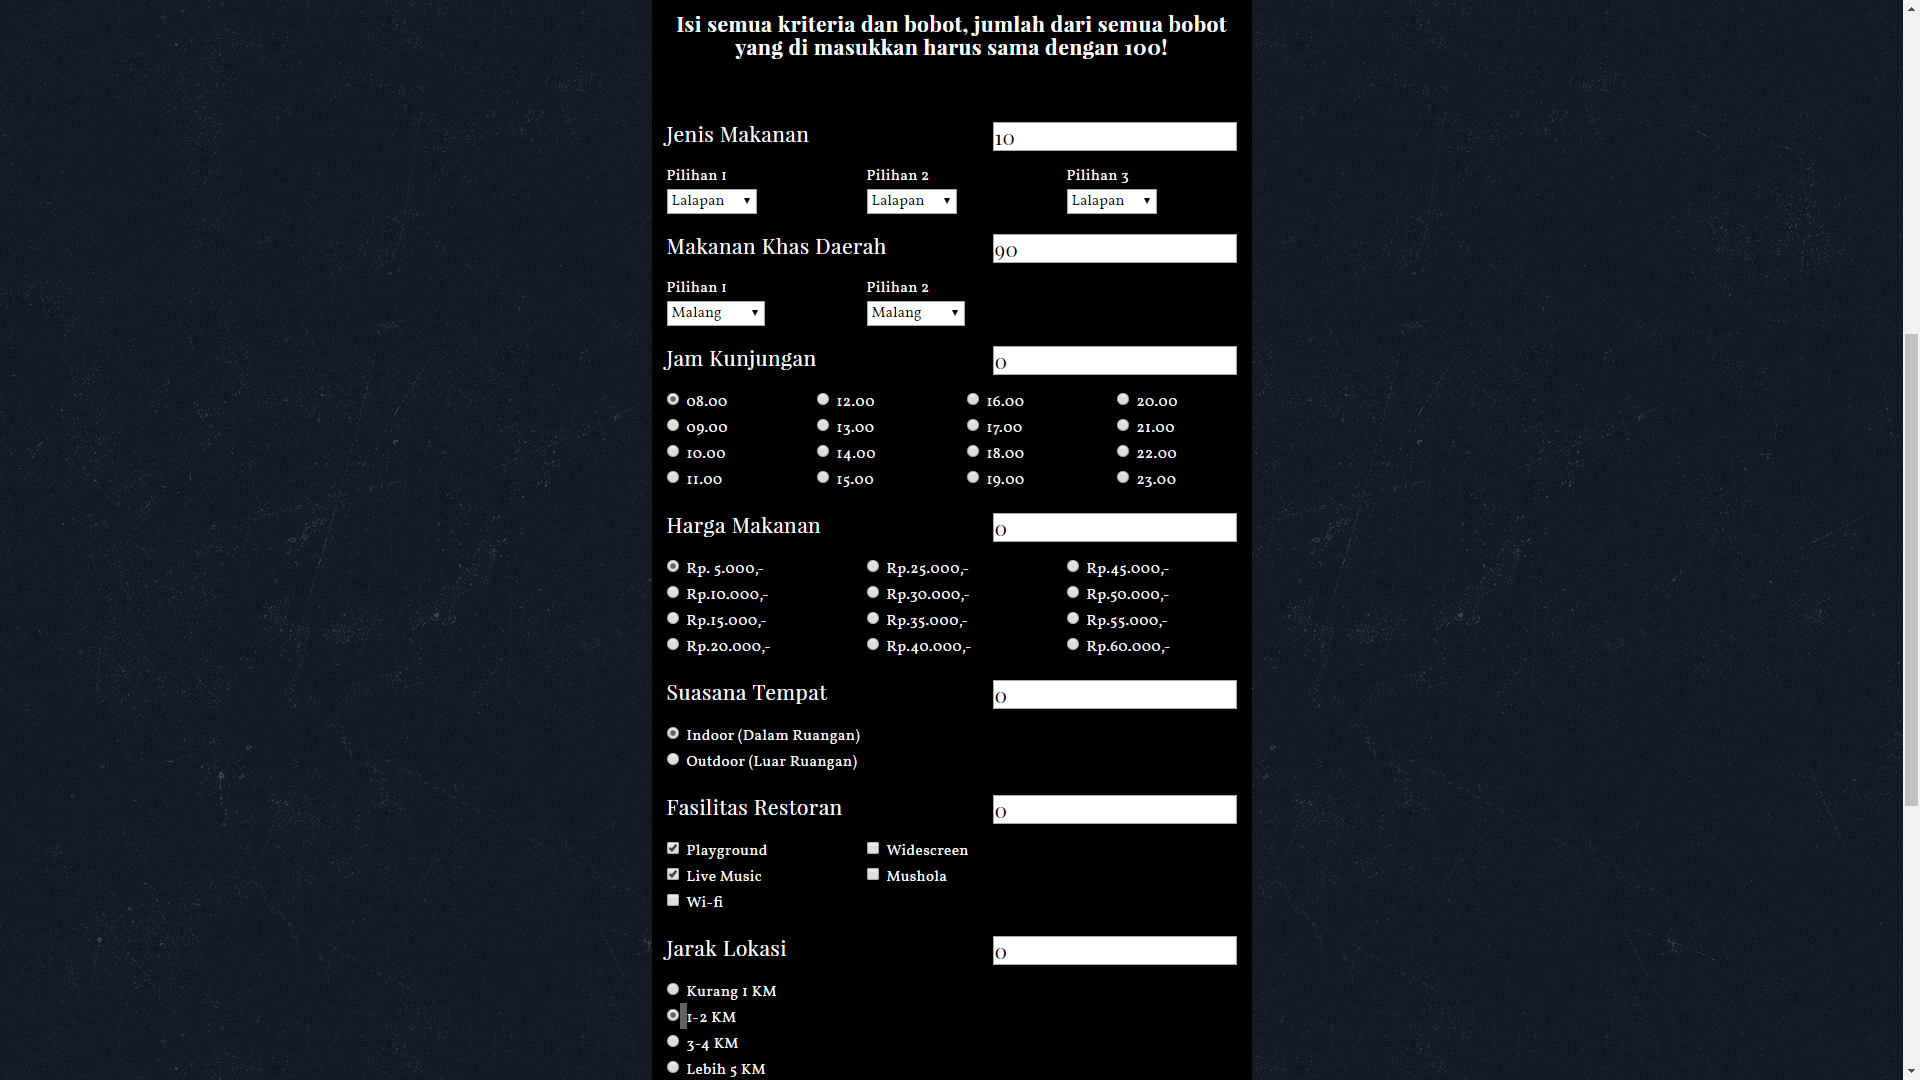 Isi semua kriteria dan bobot, jumlah dari semua bobot
yang di masukkan harus sama dengan 100!
Jenis Makanan 10
Pilihan 1 Pilihan 2 Pilihan 3
Lalapan Lalapan Lalapan
Makanan Khas Daerah 90
Pilihan 1 Pilihan 2
Malang Malang
Jam Kunjungan 0
08.00 12.00 16.00 20.00
09.00 13.00 17.00 21.00
10.00 14.00 18.00 22.00
11.00 15.00 19.00 23.00
Harga Makanan 0
Rp. 5.000,- Rp.25.000,- Rp.45.000,-
Rp.10.000,- Rp.30.000,- Rp.50.000,-
Rp.15.000,- Rp.35.000,- Rp.55.000,-
Rp.20.000,- Rp.40.000,- Rp.60.000,-
Suasana Tempat 0
Indoor (Dalam Ruangan)
Outdoor (Luar Ruangan)
Fasilitas Restoran 0
Playground Widescreen
Live Music Mushola
Wi-fi
Jarak Lokasi 0
Kurang 1 KM
1-2 KM
3-4 KM
Lebih 5 KM